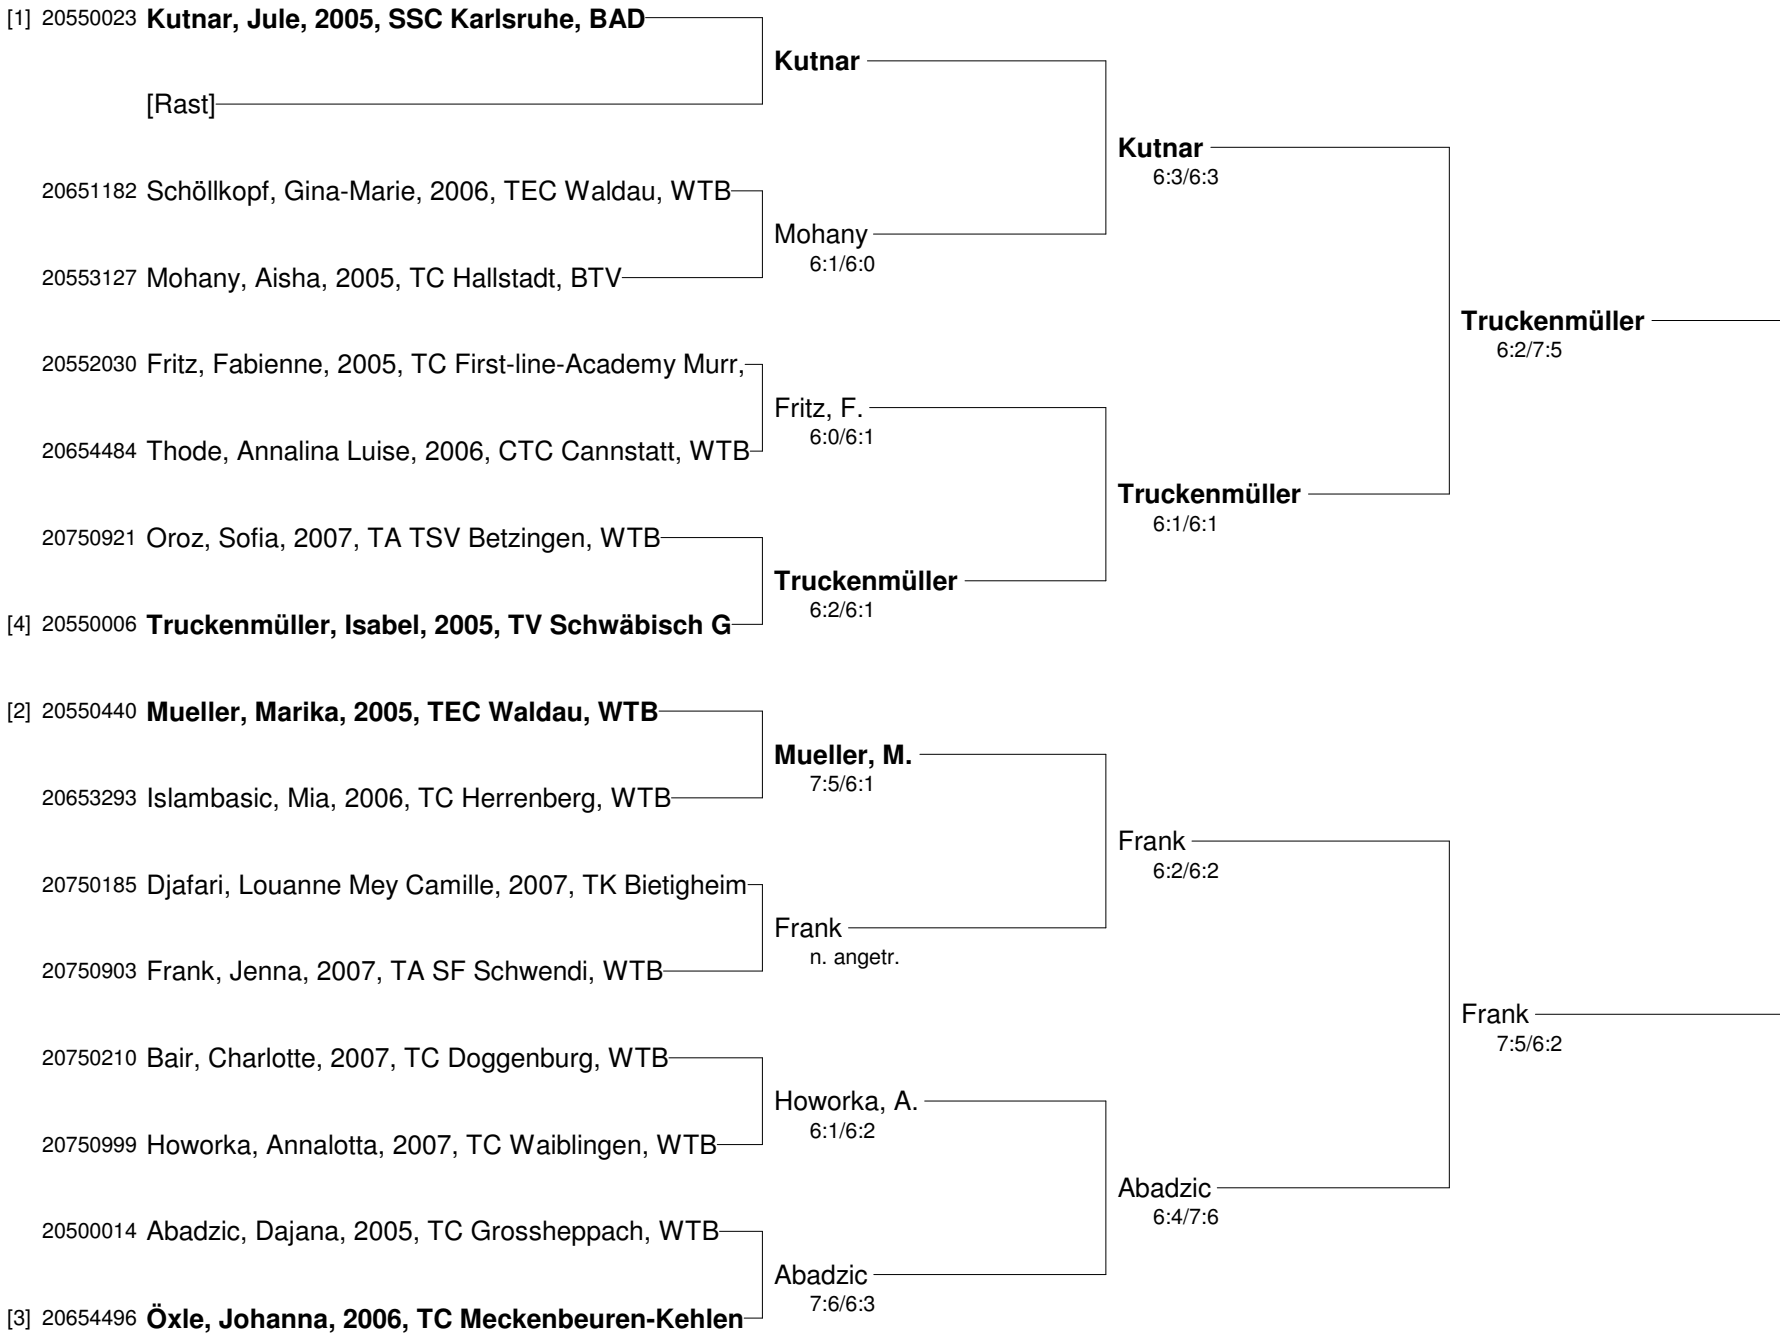 [1] 20550023 Kutnar, Jule, 2005, SSC Karlsruhe, BAD
Kutnar
[Rast]
Kutnar
6:3/6:3
20651182 Schöllkopf, Gina-Marie, 2006, TEC Waldau, WTB
Mohany
6:1/6:0
20553127 Mohany, Aisha, 2005, TC Hallstadt, BTV
Truckenmüller
6:2/7:5
20552030 Fritz, Fabienne, 2005, TC First-line-Academy Murr,
Fritz, F.
6:0/6:1
20654484 Thode, Annalina Luise, 2006, CTC Cannstatt, WTB
Truckenmüller
6:1/6:1
20750921 Oroz, Sofia, 2007, TA TSV Betzingen, WTB
Truckenmüller
6:2/6:1
[4] 20550006 Truckenmüller, Isabel, 2005, TV Schwäbisch G
[2] 20550440 Mueller, Marika, 2005, TEC Waldau, WTB
Mueller, M.
7:5/6:1
20653293 Islambasic, Mia, 2006, TC Herrenberg, WTB
Frank
6:2/6:2
20750185 Djafari, Louanne Mey Camille, 2007, TK Bietigheim
Frank
n. angetr.
20750903 Frank, Jenna, 2007, TA SF Schwendi, WTB
Frank
7:5/6:2
20750210 Bair, Charlotte, 2007, TC Doggenburg, WTB
Howorka, A.
6:1/6:2
20750999 Howorka, Annalotta, 2007, TC Waiblingen, WTB
Abadzic
6:4/7:6
20500014 Abadzic, Dajana, 2005, TC Grossheppach, WTB
Abadzic
7:6/6:3
[3] 20654496 Öxle, Johanna, 2006, TC Meckenbeuren-Kehlen